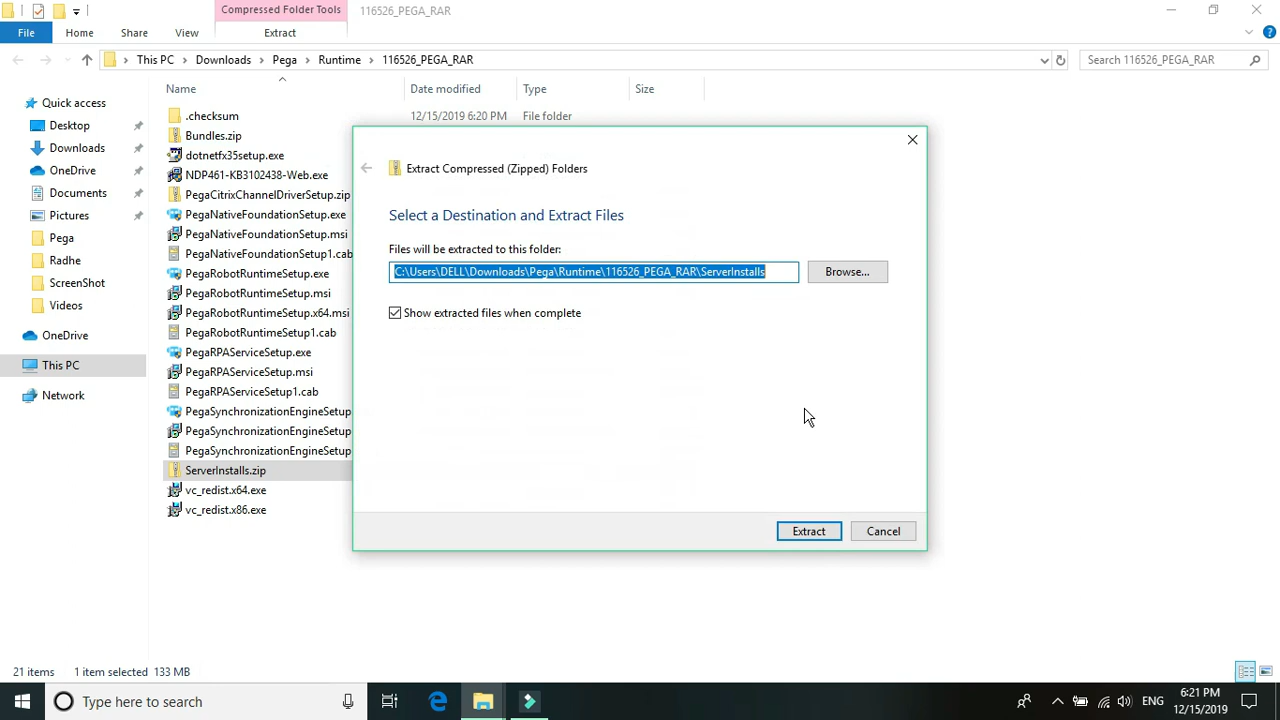 Compressed Folder Tools
116526_PEGA_RAR
File
Home
Share
View
Extract
This PC
Downloads
Pega
Runtime
116526_PEGA_RAR
Search 116526_PEGA_RAR
Name
Date modified
Type
Size
Quick access
Desktop
Downloads
OneDrive
Documents
Pictures
Pega
Radhe
ScreenShot
Videos
OneDrive
This PC
Network
.checksum
12/15/2019 6:20 PM
File folder
Bundles.zip
dotnetfx35setup.exe
NDP461-KB3102438-Web.exe
PegaCitrixChannelDriverSetup.zip
PegaNativeFoundationSetup.exe
PegaNativeFoundationSetup.msi
PegaNativeFoundationSetup1.cab
PegaRobotRuntimeSetup.exe
PegaRobotRuntimeSetup.msi
PegaRobotRuntimeSetup.x64.msi
PegaRobotRuntimeSetup1.cab
PegaRPAServiceSetup.exe
PegaRPAServiceSetup.msi
PegaRPAServiceSetup1.cab
PegaSynchronizationEngineSetup
PegaSynchronizationEngineSetup
PegaSynchronizationEngineSetup
ServerInstalls.zip
vc_redist.x64.exe
vc_redist.x86.exe
Extract Compressed (Zipped) Folders
Select a Destination and Extract Files
Files will be extracted to this folder:
C:\Users\DELL\Downloads\Pega\Runtime\116526_PEGA_RAR\ServerInstalls
Browse...
Show extracted files when complete
Extract
Cancel
21 items
1 item selected
133 MB
Type here to search
ENG
6:21 PM
12/15/2019